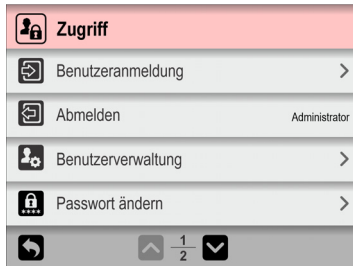 Zugriff
Benutzeranmeldung
Abmelden Administrator
Benutzerverwaltung
****
Passwort ändern
1
2